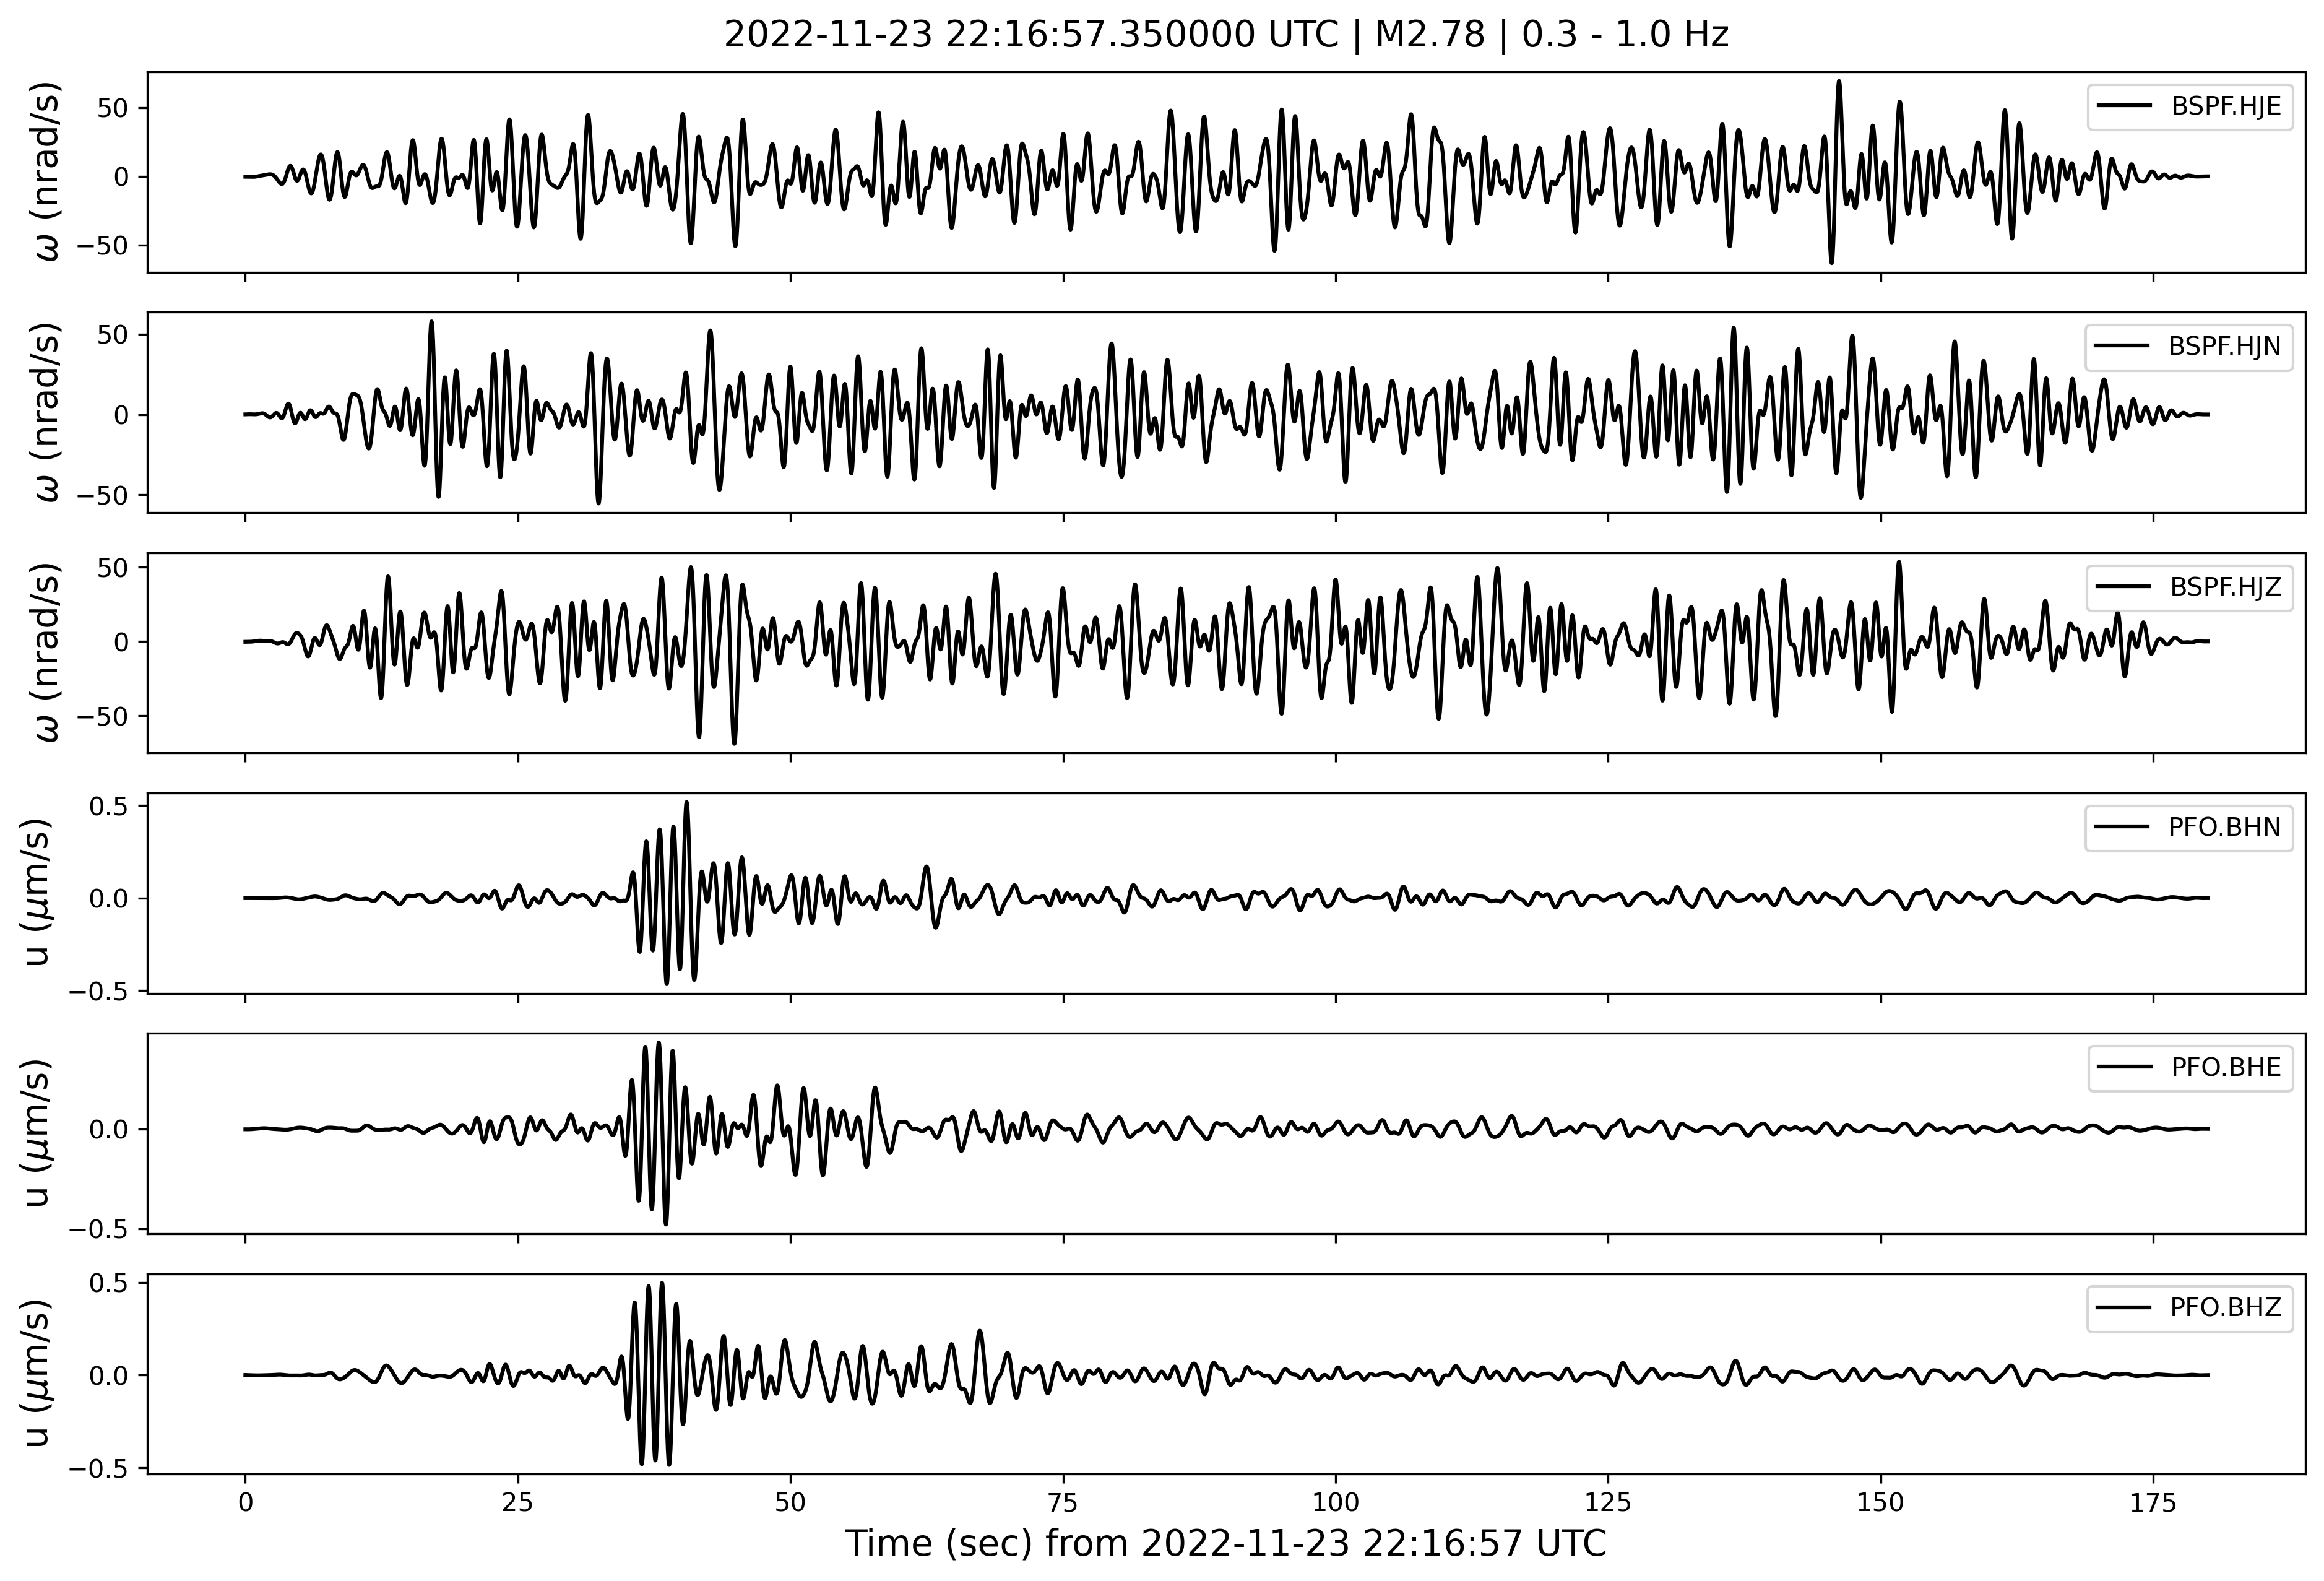 2022-11-23 22:16:57.350000 UTC | M2.78 | 0.3 - 1.0 Hz
ω (nrad/s)
50
0
−50
BSPF.HJE
ω (nrad/s)
50
0
−50
BSPF.HJN
ω (nrad/s)
50
0
−50
BSPF.HJZ
u (μm/s)
0.5
0.0
−0.5
PFO.BHN
u (μm/s)
0.0
−0.5
PFO.BHE
u (μm/s)
0.5
0.0
−0.5
PFO.BHZ
0 25 50 75 100 125 150 175
Time (sec) from 2022-11-23 22:16:57 UTC